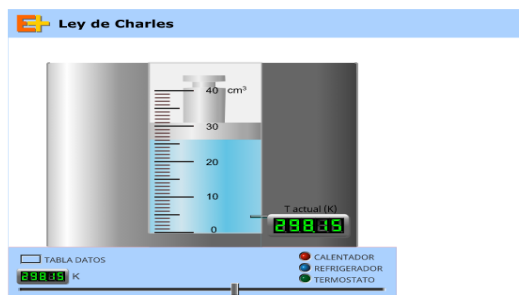 E+ Ley de Charles
40 cm³
30
20
10
0
T actual (K)
298.15
TABLA DATOS
298.15 K
CALENTADOR
REFRIGERADOR
TERMOSTATO